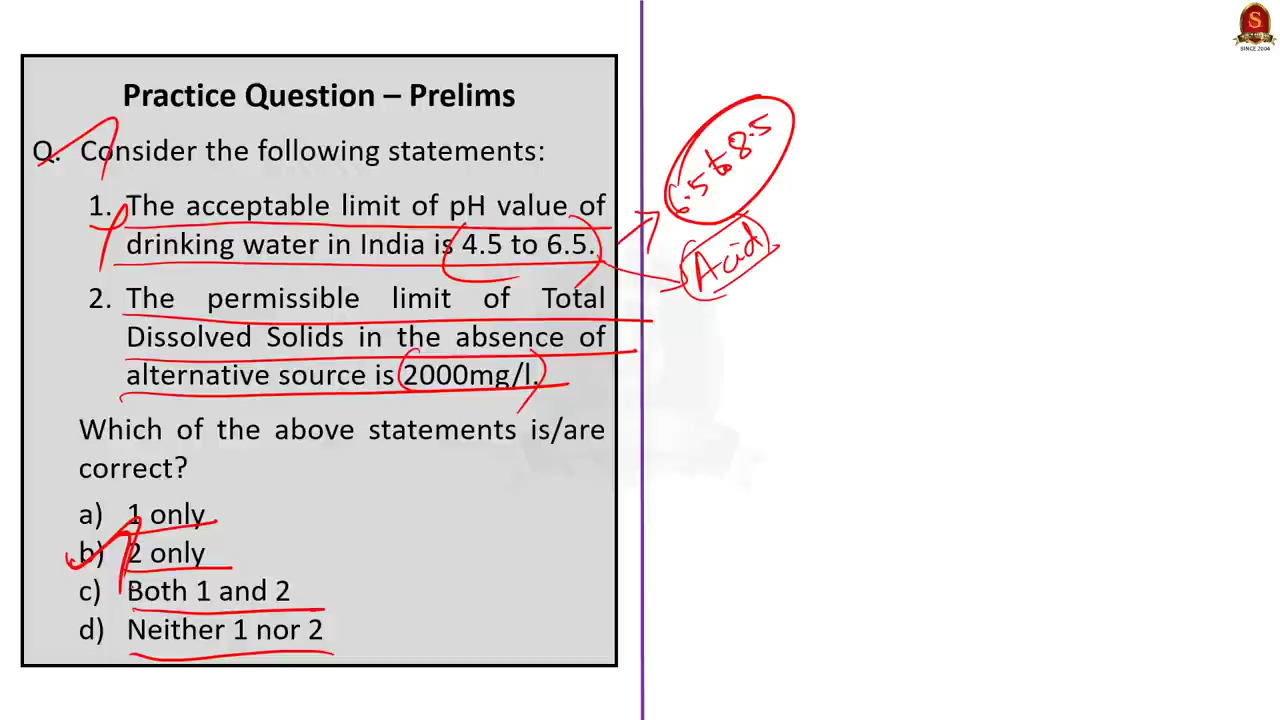 Practice Question – Prelims
Q. Consider the following statements:
1. The acceptable limit of pH value of
drinking water in India is 4.5 to 6.5.
2. The permissible limit of Total
Dissolved Solids in the absence of
alternative source is 2000mg/l.
Which of the above statements is/are
correct?
a) 1 only
b) 2 only
c) Both 1 and 2
d) Neither 1 nor 2
6.5 to 8.5
Acid
S
SINCE 2004